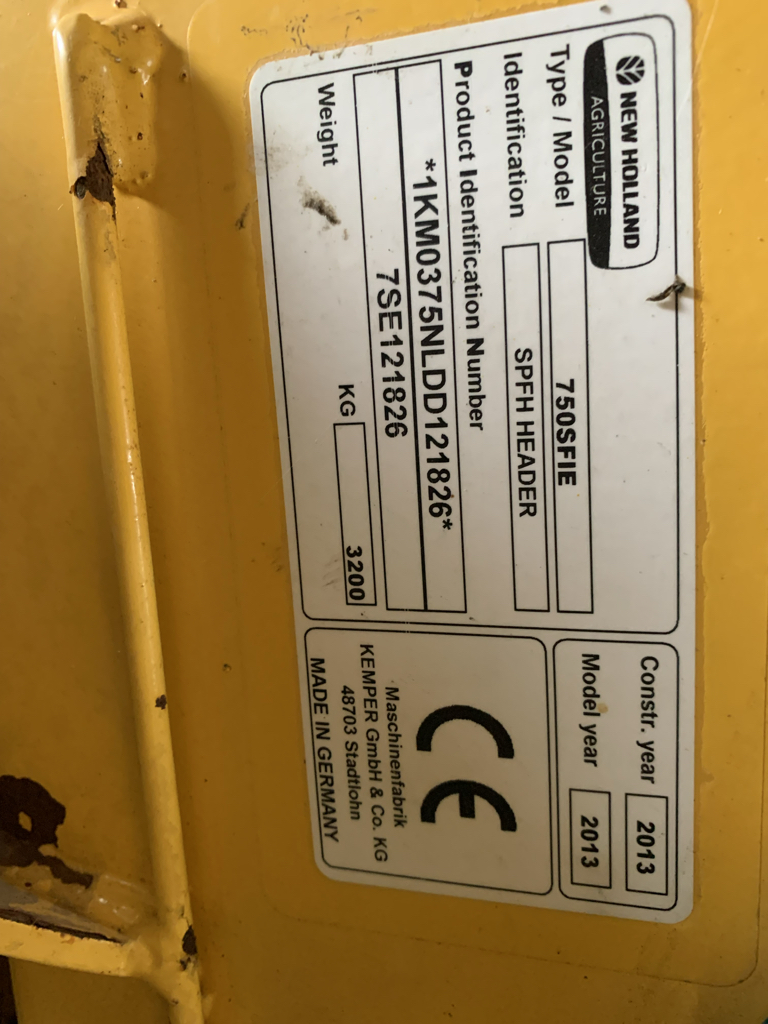 NEW HOLLAND
AGRICULTURE
Type / Model 750SFIE
Identification SPFH HEADER
Product Identification Number
*1KM0375NLDD121826*
7SE121826
Weight KG 3200
Constr. year 2013
Model year 2013
CE
Maschinenfabrik
KEMPER GmbH & Co. KG
48703 Stadtlohn
MADE IN GERMANY